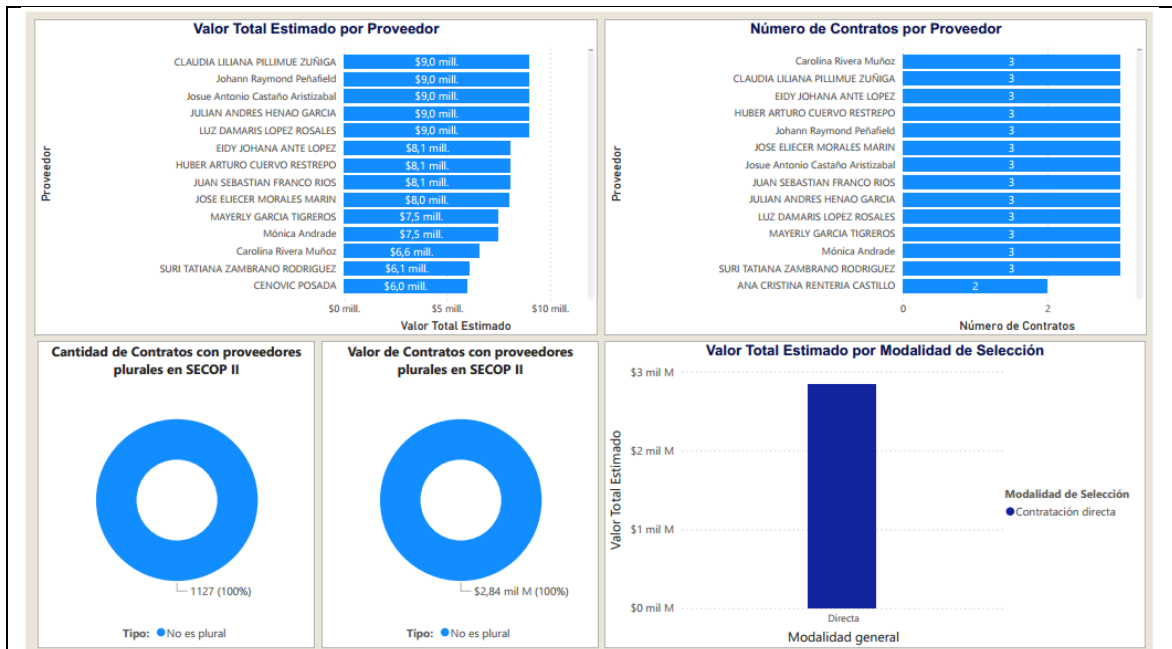 Valor Total Estimado por Proveedor
Proveedor
CLAUDIA LILIANA PILLIMUE ZUÑIGA $9,0 mill.
Johann Raymond Peñafield $9,0 mill.
Josue Antonio Castaño Aristizabal $9,0 mill.
JULIAN ANDRES HENAO GARCIA $9,0 mill.
LUZ DAMARIS LOPEZ ROSALES $9,0 mill.
EIDY JOHANA ANTE LOPEZ $8,1 mill.
HUBER ARTURO CUERVO RESTREPO $8,1 mill.
JUAN SEBASTIAN FRANCO RIOS $8,1 mill.
JOSE ELIECER MORALES MARIN $8,0 mill.
MAYERLY GARCIA TIGREROS $7,5 mill.
Mónica Andrade $7,5 mill.
Carolina Rivera Muñoz $6,6 mill.
SURI TATIANA ZAMBRANO RODRIGUEZ $6,1 mill.
CENOVIC POSADA $6,0 mill.
$0 mill. $5 mill. $10 mill.
Valor Total Estimado
Número de Contratos por Proveedor
Proveedor
Carolina Rivera Muñoz 3
CLAUDIA LILIANA PILLIMUE ZUÑIGA 3
EIDY JOHANA ANTE LOPEZ 3
HUBER ARTURO CUERVO RESTREPO 3
Johann Raymond Peñafield 3
JOSE ELIECER MORALES MARIN 3
Josue Antonio Castaño Aristizabal 3
JUAN SEBASTIAN FRANCO RIOS 3
JULIAN ANDRES HENAO GARCIA 3
LUZ DAMARIS LOPEZ ROSALES 3
MAYERLY GARCIA TIGREROS 3
Mónica Andrade 3
SURI TATIANA ZAMBRANO RODRIGUEZ 3
ANA CRISTINA RENTERIA CASTILLO 2
0 2
Número de Contratos
Cantidad de Contratos con proveedores
plurales en SECOP II
1127 (100%)
Tipo: No es plural
Valor de Contratos con proveedores
plurales en SECOP II
$2,84 mil M (100%)
Tipo: No es plural
Valor Total Estimado por Modalidad de Selección
Valor Total Estimado
$3 mil M
$2 mil M
$1 mil M
$0 mil M
Directa
Modalidad general
Modalidad de Selección
Contratación directa